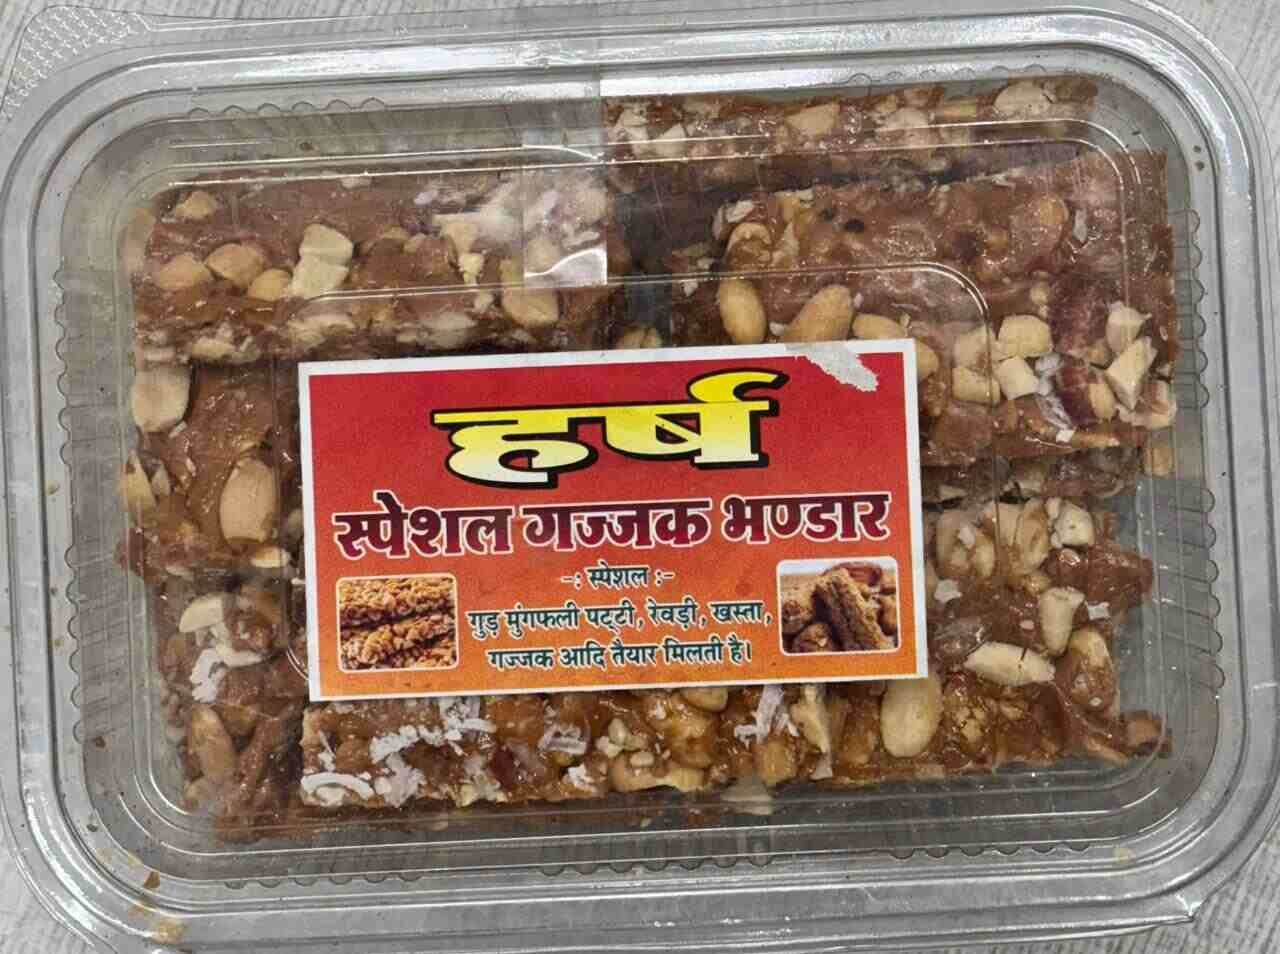 हर्ष
स्पेशल गज्जक भण्डार
-: स्पेशल :-
गुड़ मुंगफली पट्टी, रेवड़ी, खस्ता,
गज्जक आदि तैयार मिलती है।